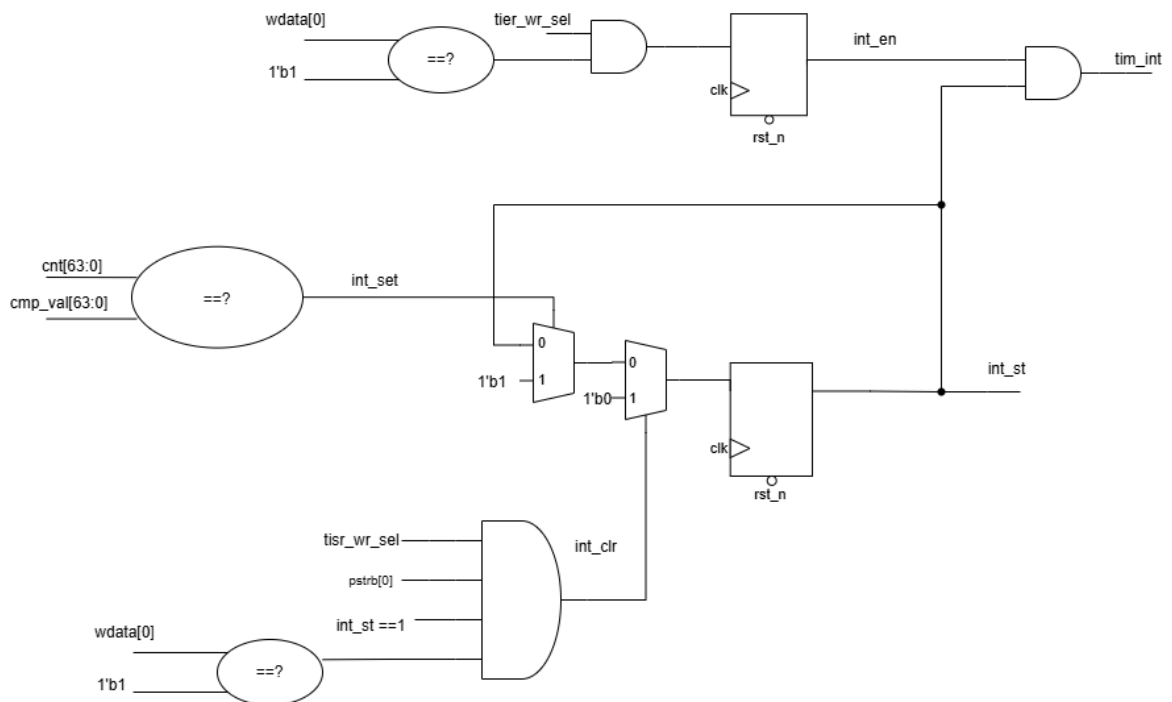 wdata[0]
1'b1
==?
tier_wr_sel
clk
rst_n
int_en
tim_int
cnt[63:0]
cmp_val[63:0]
==?
int_set
0
1'b1
1
0
1'b0
1
clk
rst_n
int_st
tisr_wr_sel
pstrb[0]
int_st ==1
int_clr
wdata[0]
1'b1
==?